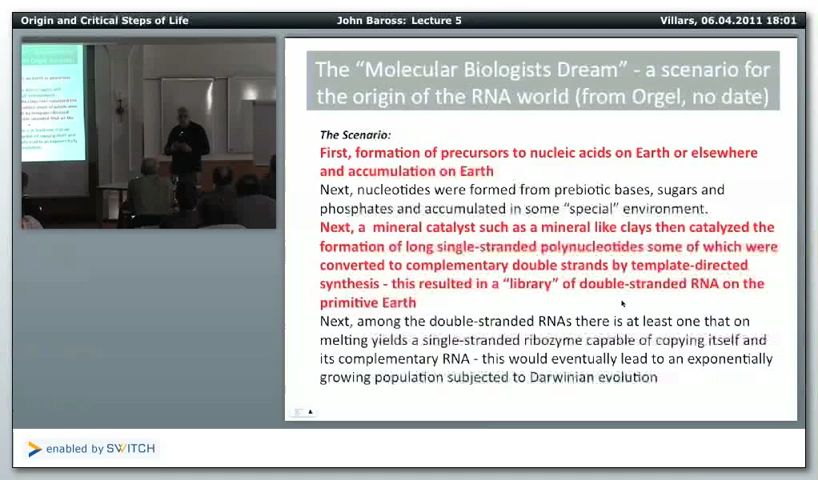 Origin and Critical Steps of Life
John Baross: Lecture 5
Villars, 06.04.2011 18:01
The “Molecular Biologists Dream” - a scenario for
the origin of the RNA world (from Orgel, no date)
The Scenario:
First, formation of precursors to nucleic acids on Earth or elsewhere
and accumulation on Earth
Next, nucleotides were formed from prebiotic bases, sugars and
phosphates and accumulated in some “special” environment.
Next, a mineral catalyst such as a mineral like clays then catalyzed the
formation of long single-stranded polynucleotides some of which were
converted to complementary double strands by template-directed
synthesis - this resulted in a “library” of double-stranded RNA on the
primitive Earth
Next, among the double-stranded RNAs there is at least one that on
melting yields a single-stranded ribozyme capable of copying itself and
its complementary RNA - this would eventually lead to an exponentially
growing population subjected to Darwinian evolution
enabled by SWITCH